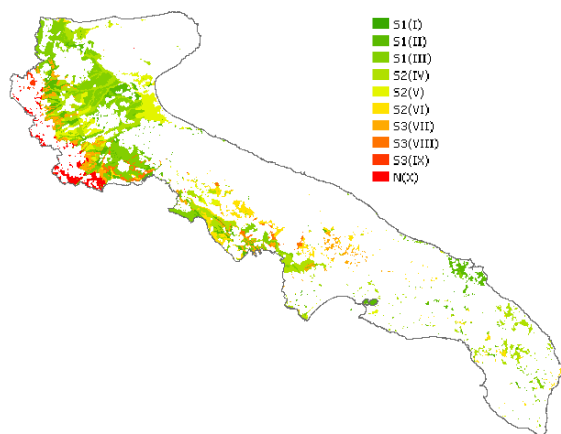 S1(I)
S1(II)
S1(III)
S2(IV)
S2(V)
S2(VI)
S3(VII)
S3(VIII)
S3(IX)
N(X)